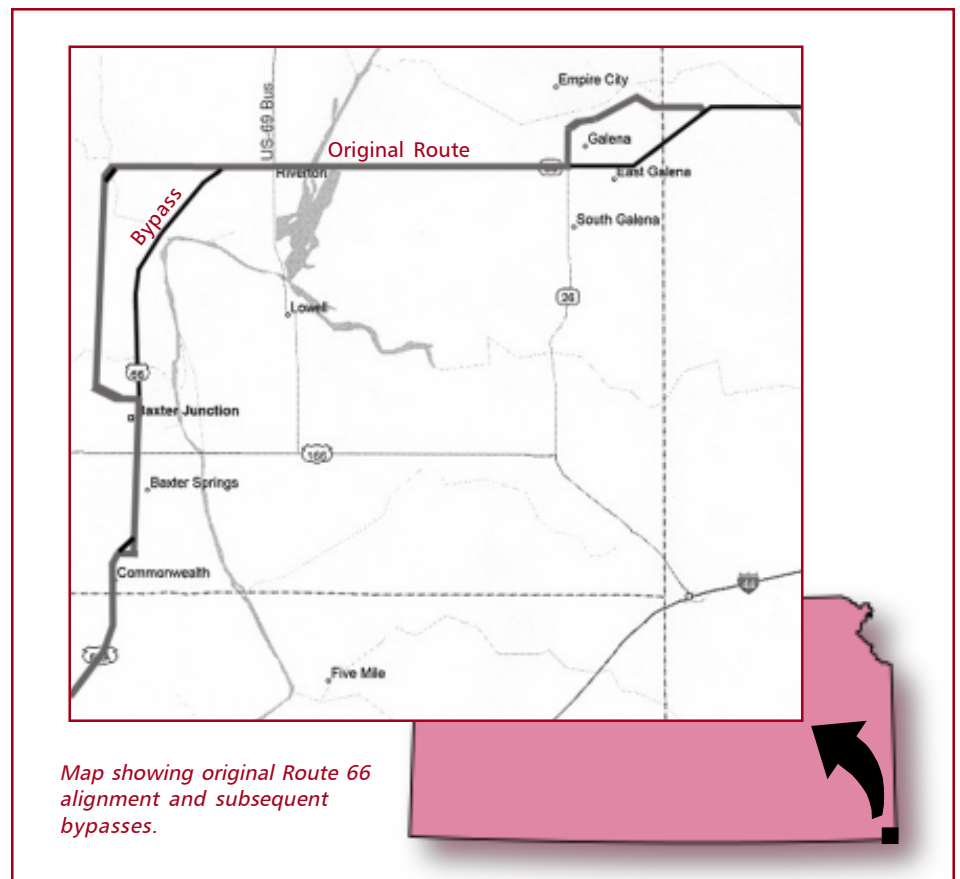 Empire City
US-69 Bus
Galena
Original Route
Riverton
East Galena
Bypass
South Galena
26
Lowell
66
Baxter Junction
166
Baxter Springs
Commonwealth
Five Mile
Map showing original Route 66
alignment and subsequent
bypasses.